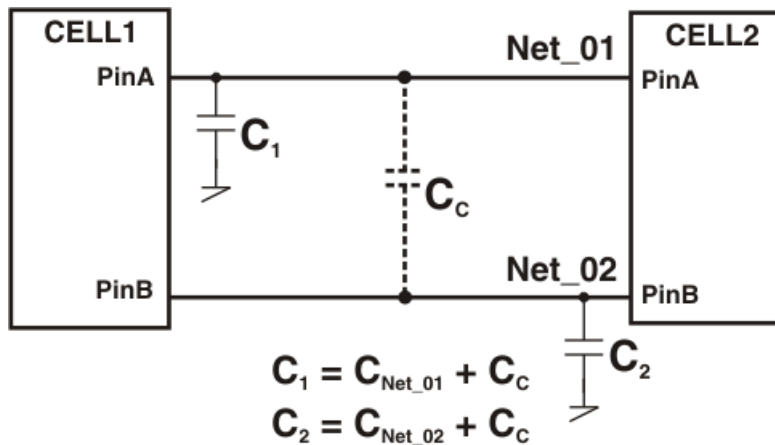 CELL1
Net_01
CELL2
PinA
PinA
C1
CC
Net_02
PinB
PinB
C2
C1 = CNet_01 + CC
C2 = CNet_02 + CC